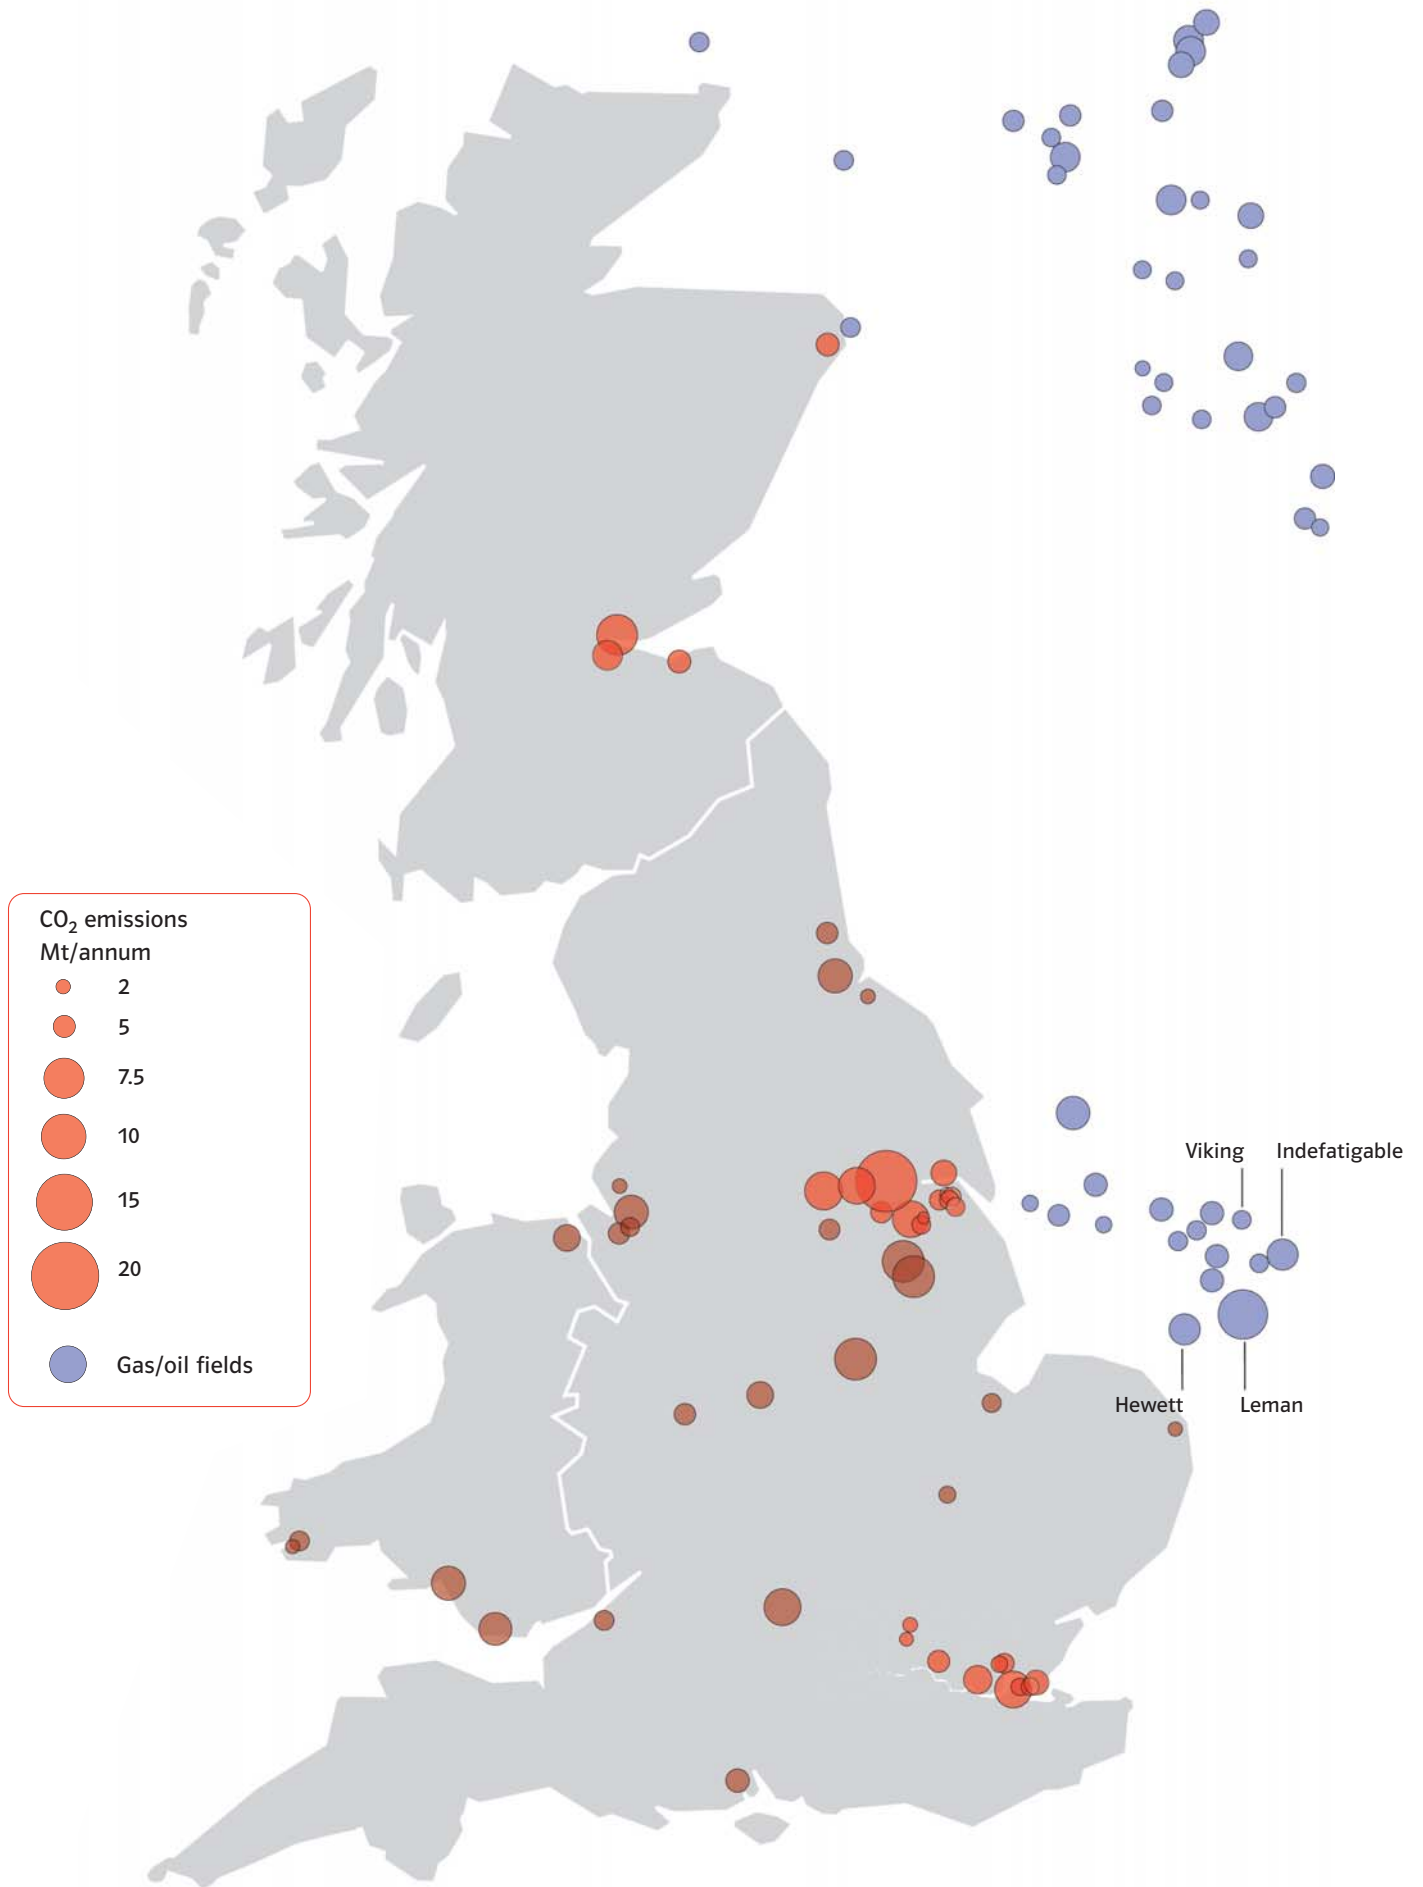 CO₂ emissions
Mt/annum
2
5
7.5
10
15
20
Gas/oil fields
Viking
Indefatigable
Hewett
Leman